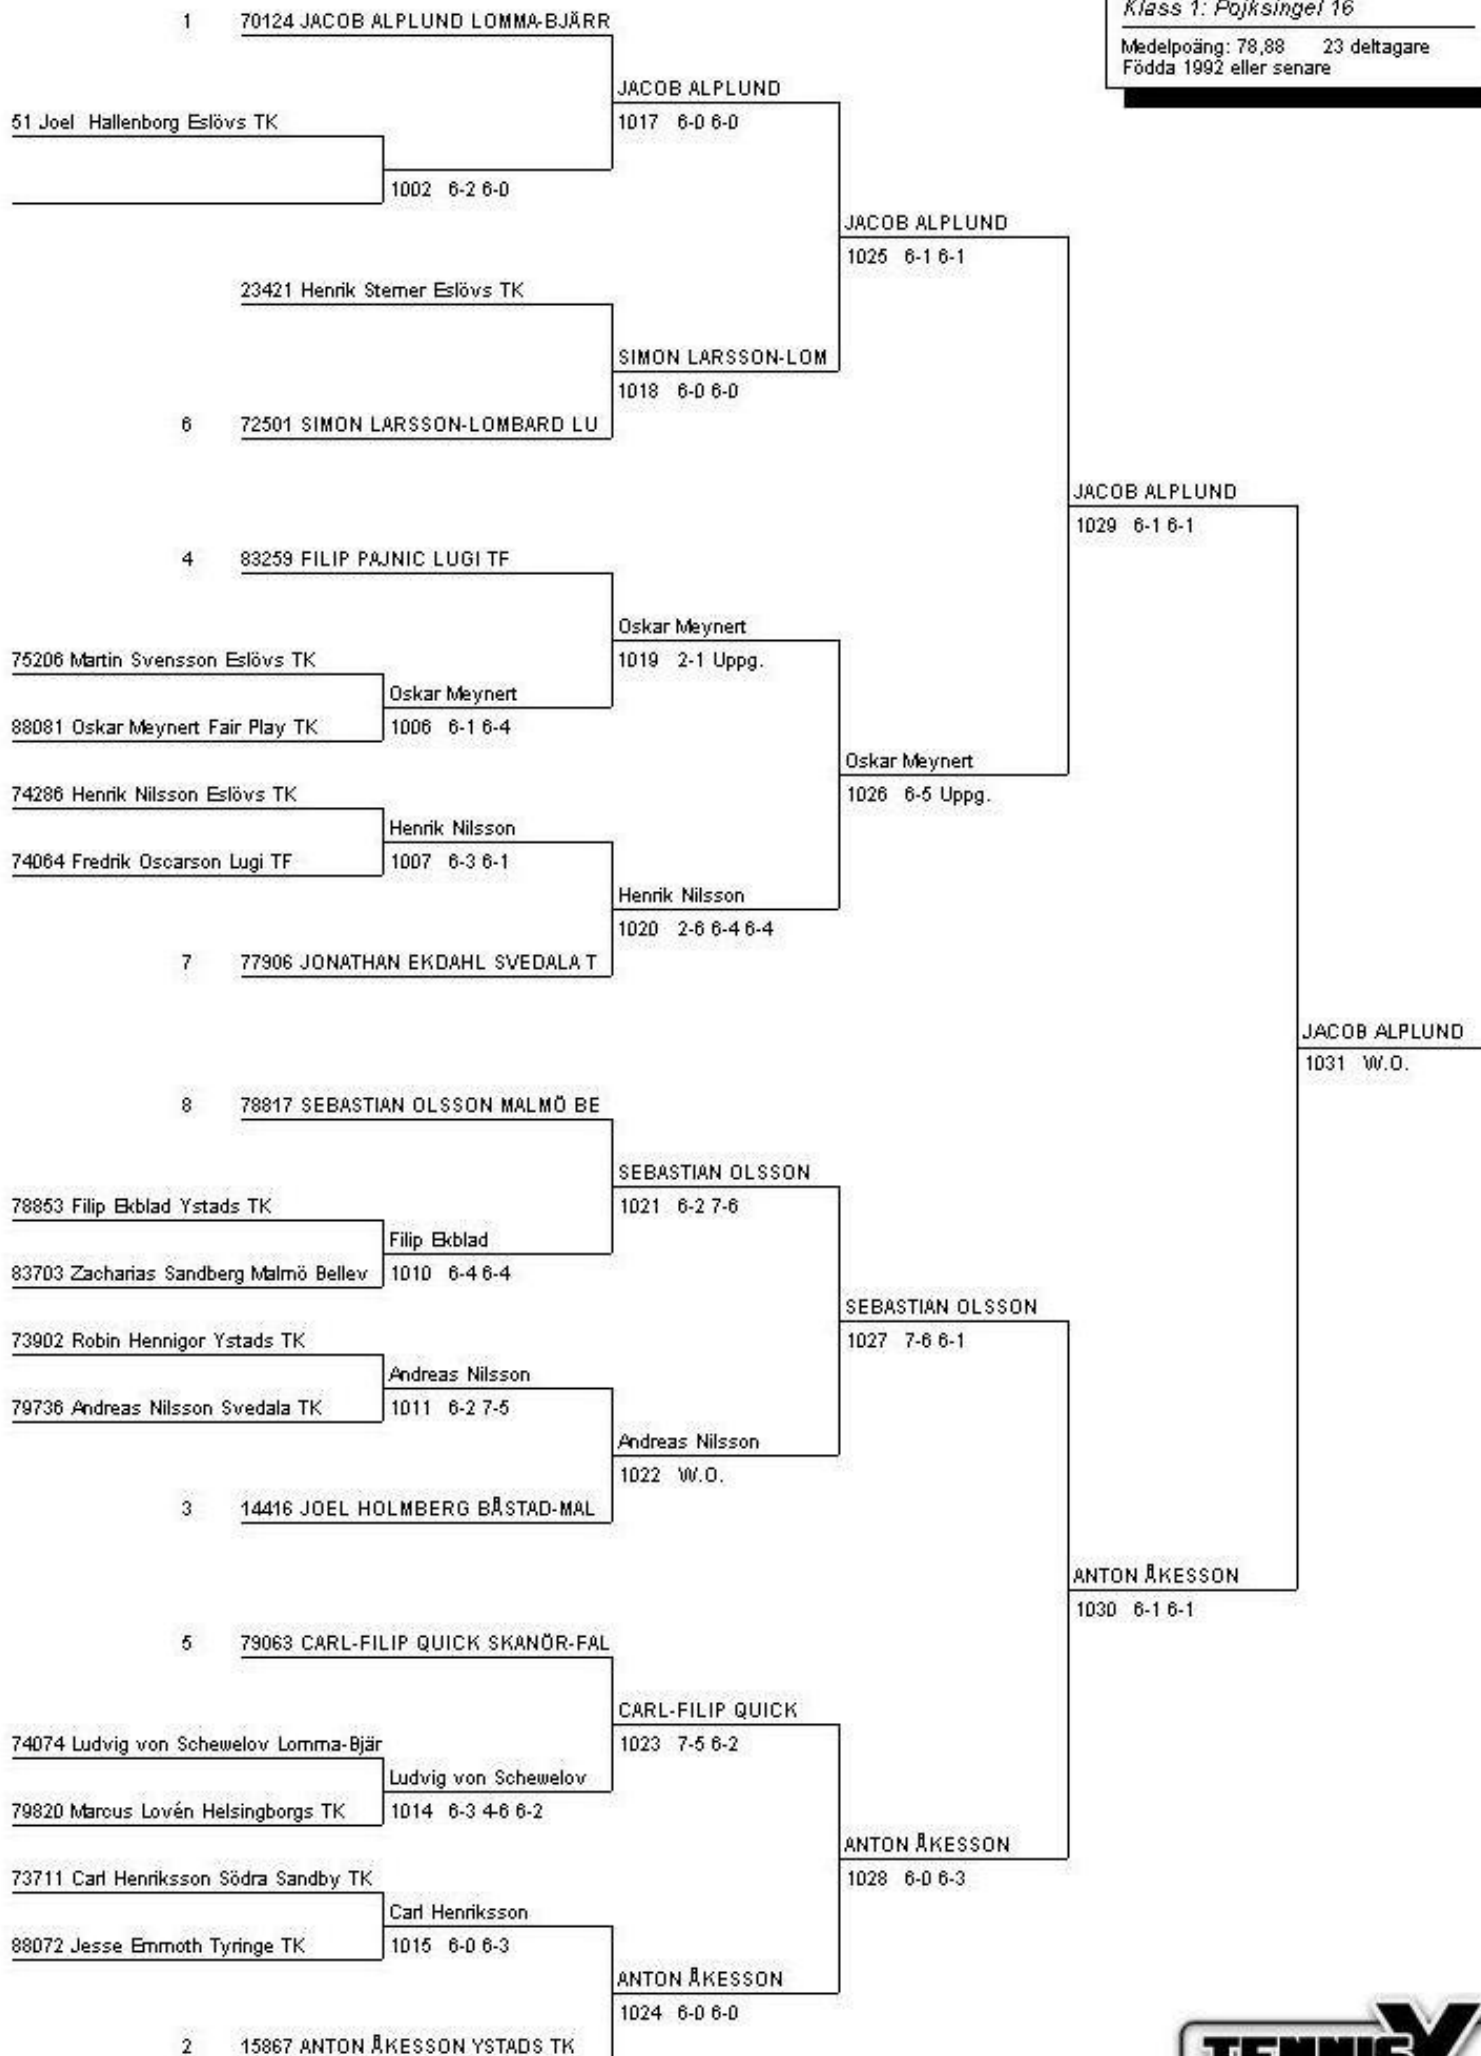 Klass 1: Pojksingel 16
Medelpoäng: 78,88 23 deltagare
Födda 1992 eller senare
1 70124 JACOB ALPLUND LOMMA-BJÄRR
JACOB ALPLUND
51 Joel Hallenborg Eslövs TK
1017 6-0 6-0
1002 6-2 6-0
JACOB ALPLUND
1025 6-1 6-1
23421 Henrik Sterner Eslövs TK
SIMON LARSSON-LOM
1018 6-0 6-0
6 72501 SIMON LARSSON-LOMBARD LU
JACOB ALPLUND
1029 6-1 6-1
4 83259 FILIP PAJNIC LUGI TF
Oskar Meynert
75206 Martin Svensson Eslövs TK
1019 2-1 Uppg.
Oskar Meynert
88081 Oskar Meynert Fair Play TK
1006 6-1 6-4
Oskar Meynert
74286 Henrik Nilsson Eslövs TK
1026 6-5 Uppg.
Henrik Nilsson
74064 Fredrik Oscarson Lugi TF
1007 6-3 6-1
Henrik Nilsson
1020 2-6 6-4 6-4
7 77906 JONATHAN EKDAHL SVEDALA T
JACOB ALPLUND
1031 W.O.
8 78817 SEBASTIAN OLSSON MALMÖ BE
SEBASTIAN OLSSON
78853 Filip Ekblad Ystads TK
1021 6-2 7-6
Filip Ekblad
83703 Zacharias Sandberg Malmö Bellev
1010 6-4 6-4
SEBASTIAN OLSSON
73902 Robin Hennigor Ystads TK
1027 7-6 6-1
Andreas Nilsson
79736 Andreas Nilsson Svedala TK
1011 6-2 7-5
Andreas Nilsson
1022 W.O.
3 14416 JOEL HOLMBERG BÅSTAD-MAL
ANTON ÅKESSON
1030 6-1 6-1
5 79063 CARL-FILIP QUICK SKANÖR-FAL
CARL-FILIP QUICK
74074 Ludvig von Schewelov Lomma-Bjär
1023 7-5 6-2
Ludvig von Schewelov
79820 Marcus Lovén Helsingborgs TK
1014 6-3 4-6 6-2
ANTON ÅKESSON
73711 Carl Henriksson Södra Sandby TK
1028 6-0 6-3
Carl Henriksson
88072 Jesse Emmoth Tyringe TK
1015 6-0 6-3
ANTON ÅKESSON
1024 6-0 6-0
2 15867 ANTON ÅKESSON YSTADS TK
TENNIS